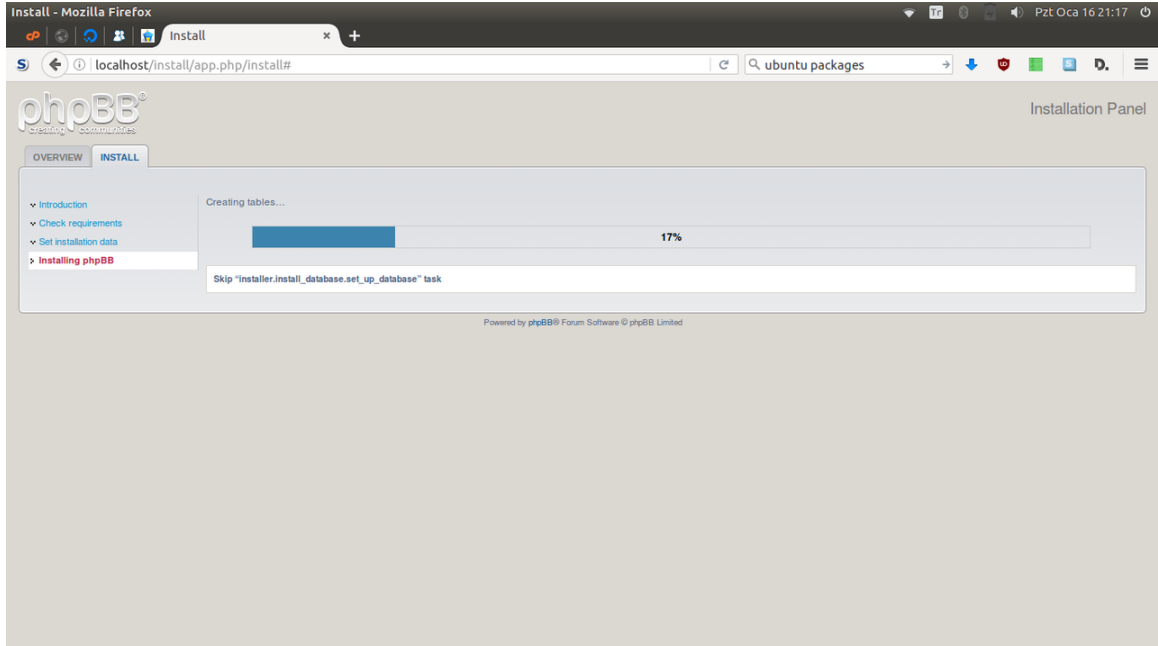 Install - Mozilla Firefox
Tr
Pzt Oca 16 21:17
Install
localhost/install/app.php/install#
ubuntu packages
phpBB®
creating communities
Installation Panel
OVERVIEW
INSTALL
Introduction
Check requirements
Set installation data
Installing phpBB
Creating tables...
17%
Skip “installer.install_database.set_up_database” task
Powered by phpBB® Forum Software © phpBB Limited